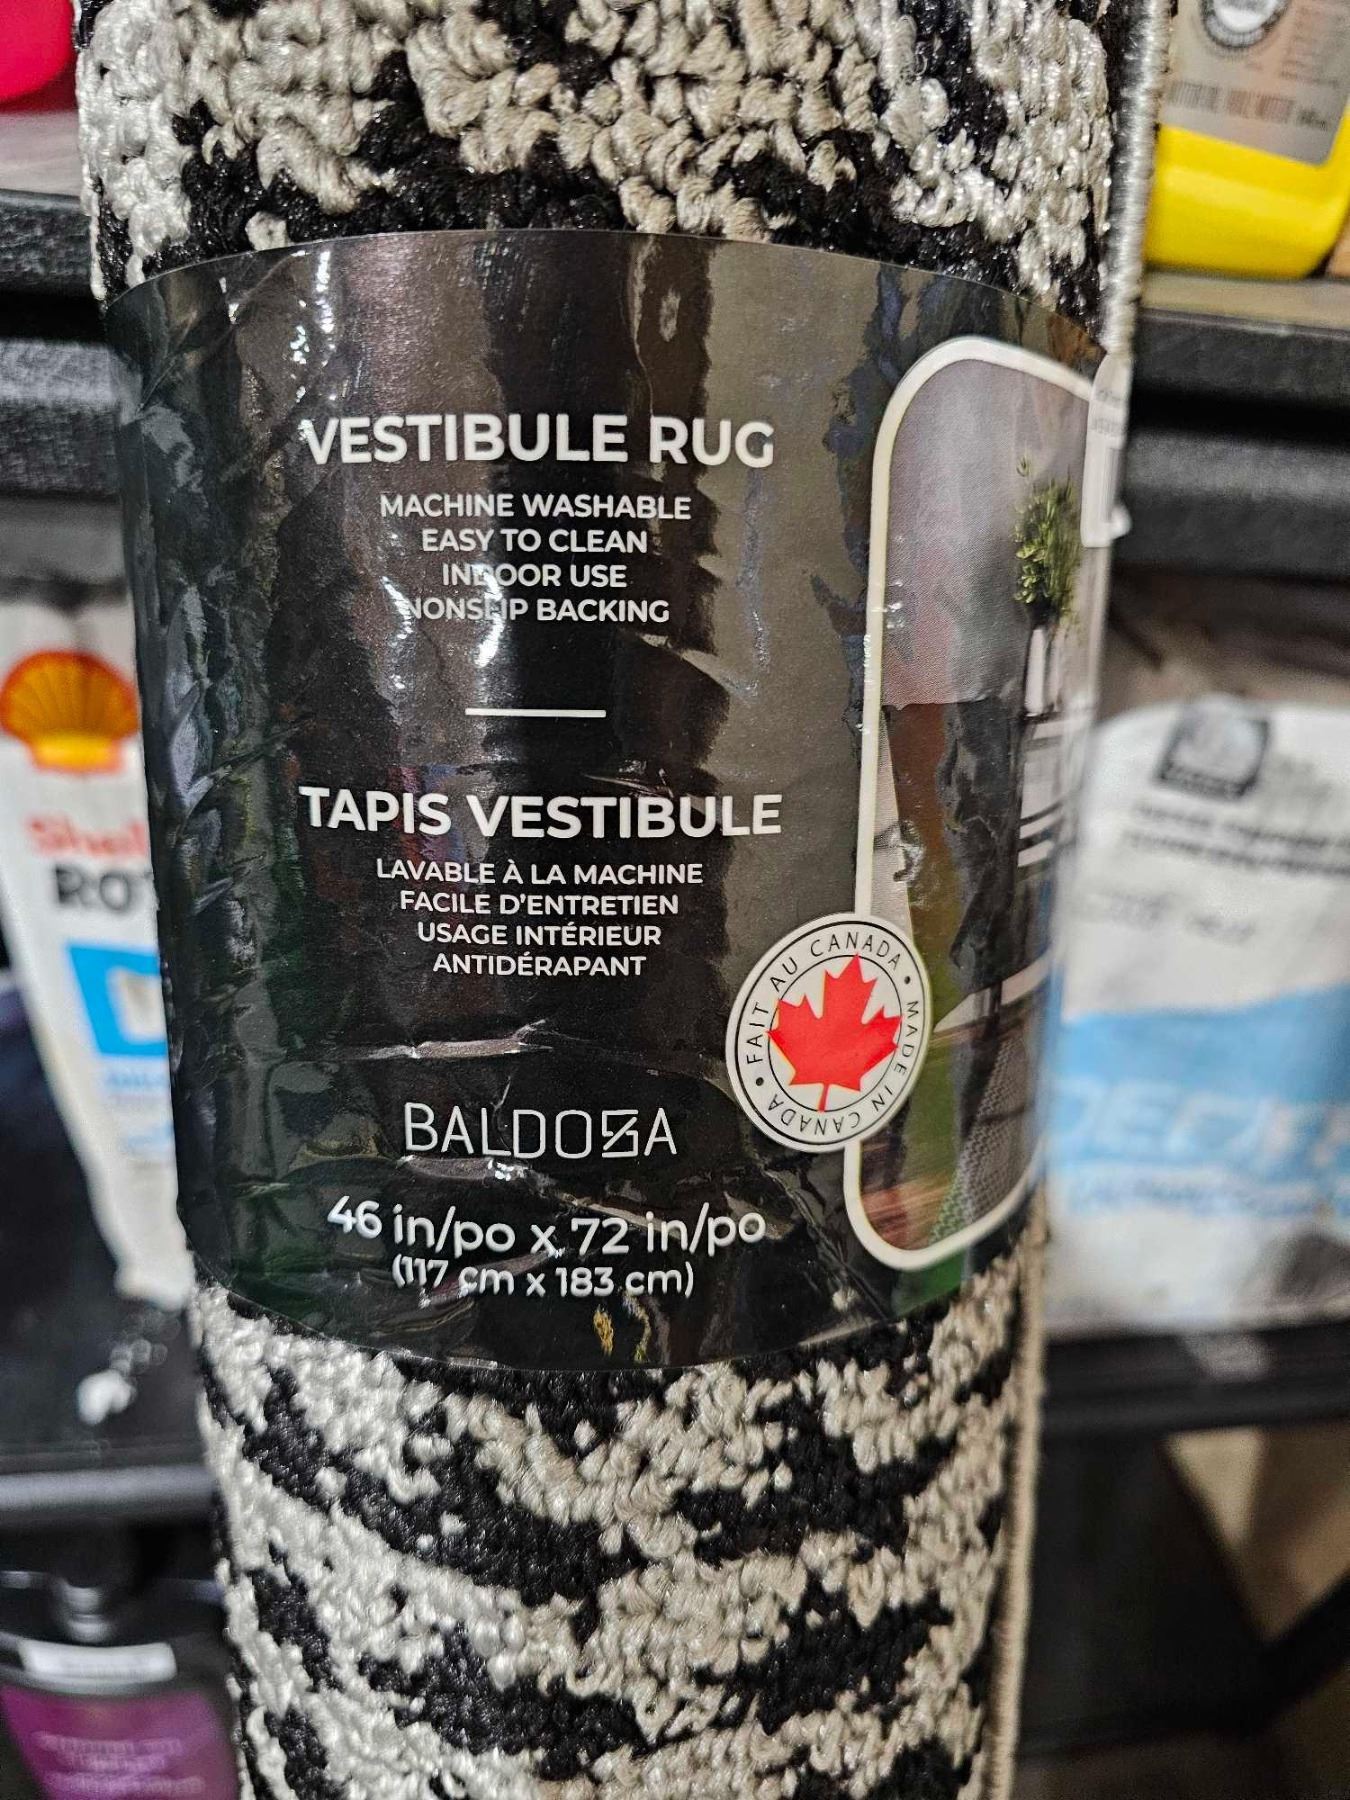 VESTIBULE RUG
MACHINE WASHABLE
EASY TO CLEAN
INDOOR USE
NONSLIP BACKING
TAPIS VESTIBULE
LAVABLE À LA MACHINE
FACILE D'ENTRETIEN
USAGE INTÉRIEUR
ANTIDÉRAPANT
FAIT AU CANADA • MADE IN CANADA •
BALDOSA
46 in/po x 72 in/po
(117 cm x 183 cm)
Shell